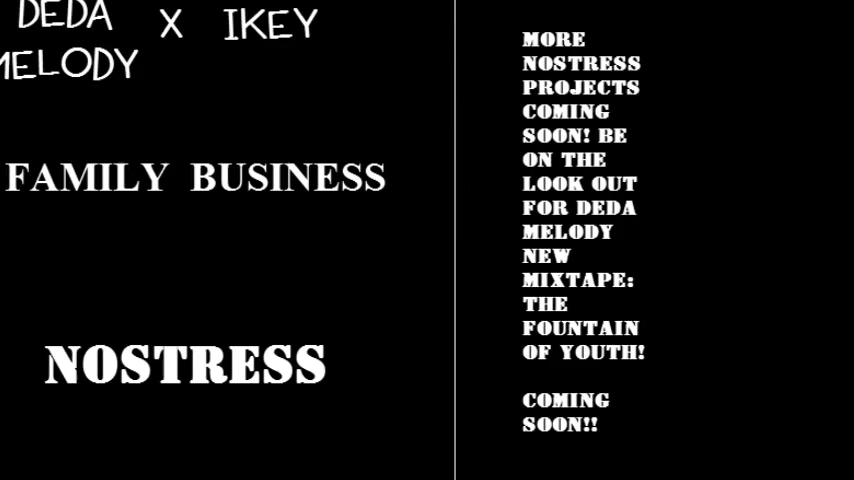 DEDA X IKEY
MELODY
FAMILY BUSINESS
NOSTRESS
MORE
NOSTRESS
PROJECTS
COMING
SOON! BE
ON THE
LOOK OUT
FOR DEDA
MELODY
NEW
MIXTAPE:
THE
FOUNTAIN
OF YOUTH!
COMING
SOON!!